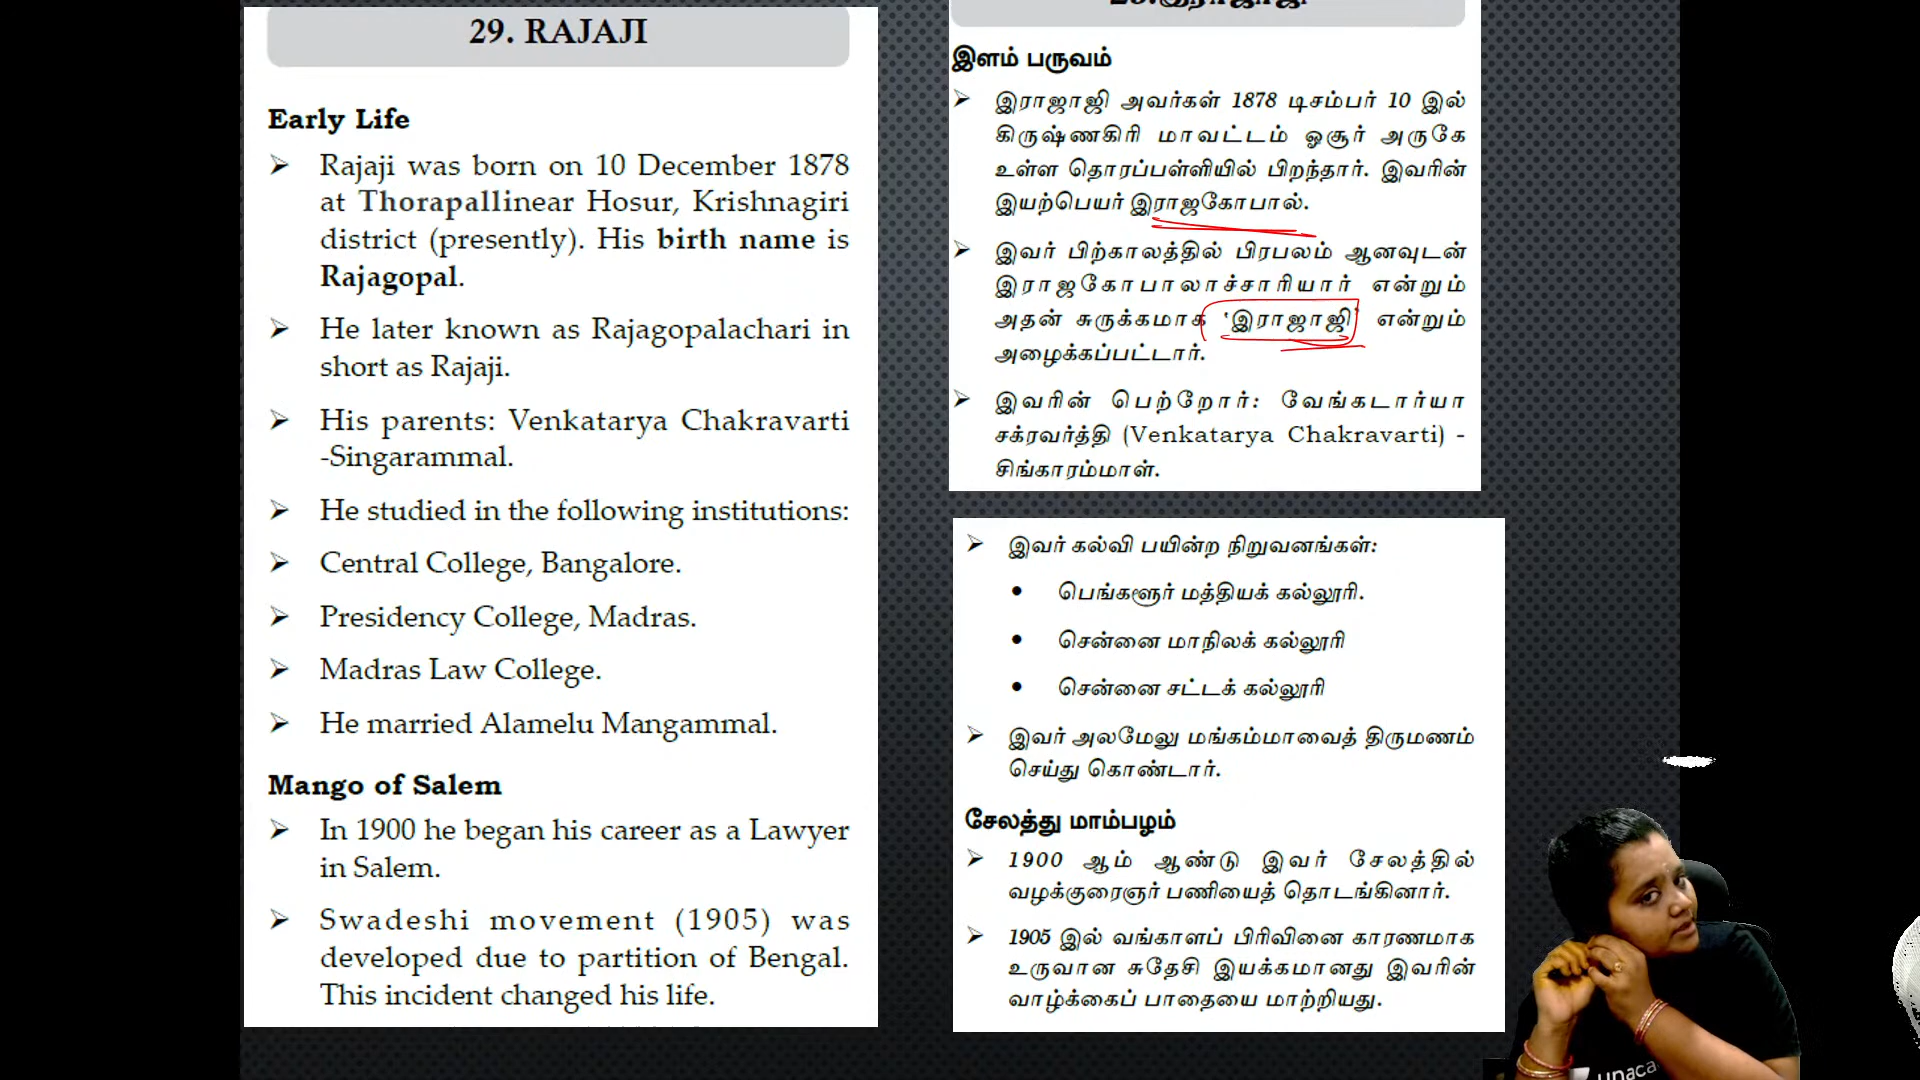 29. RAJAJI
Early Life
➢ Rajaji was born on 10 December 1878
at Thorapallinear Hosur, Krishnagiri
district (presently). His birth name is
Rajagopal.
➢ He later known as Rajagopalachari in
short as Rajaji.
➢ His parents: Venkatarya Chakravarti
-Singarammal.
➢ He studied in the following institutions:
➢ Central College, Bangalore.
➢ Presidency College, Madras.
➢ Madras Law College.
➢ He married Alamelu Mangammal.
Mango of Salem
➢ In 1900 he began his career as a Lawyer
in Salem.
➢ Swadeshi movement (1905) was
developed due to partition of Bengal.
This incident changed his life.
இளம் பருவம்
➢ இராஜாஜி அவர்கள் 1878 டிசம்பர் 10 இல்
கிருஷ்ணகிரி மாவட்டம் ஓசூர் அருகே
உள்ள தொரப்பள்ளியில் பிறந்தார். இவரின்
இயற்பெயர் இராஜகோபால்.
➢ இவர் பிற்காலத்தில் பிரபலம் ஆனவுடன்
இராஜகோபாலாச்சாரியார் என்றும்
அதன் சுருக்கமாக 'இராஜாஜி' என்றும்
அழைக்கப்பட்டார்.
➢ இவரின் பெற்றோர்: வேங்கடார்யா
சக்ரவர்த்தி (Venkatarya Chakravarti) -
சிங்காரம்மாள்.
➢ இவர் கல்வி பயின்ற நிறுவனங்கள்:
• பெங்களூர் மத்தியக் கல்லூரி.
• சென்னை மாநிலக் கல்லூரி
• சென்னை சட்டக் கல்லூரி
➢ இவர் அலமேலு மங்கம்மாவைத் திருமணம்
செய்து கொண்டார்.
சேலத்து மாம்பழம்
➢ 1900 ஆம் ஆண்டு இவர் சேலத்தில்
வழக்குரைஞர் பணியைத் தொடங்கினார்.
➢ 1905 இல் வங்காளப் பிரிவினை காரணமாக
உருவான சுதேசி இயக்கமானது இவரின்
வாழ்க்கைப் பாதையை மாற்றியது.